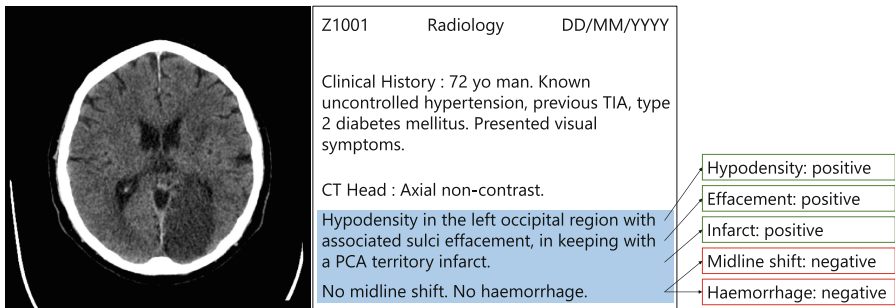 Z1001 Radiology DD/MM/YYYY
Clinical History : 72 yo man. Known
uncontrolled hypertension, previous TIA, type
2 diabetes mellitus. Presented visual
symptoms.
CT Head : Axial non-contrast.
Hypodensity in the left occipital region with
associated sulci effacement, in keeping with
a PCA territory infarct.
No midline shift. No haemorrhage.
Hypodensity: positive
Effacement: positive
Infarct: positive
Midline shift: negative
Haemorrhage: negative